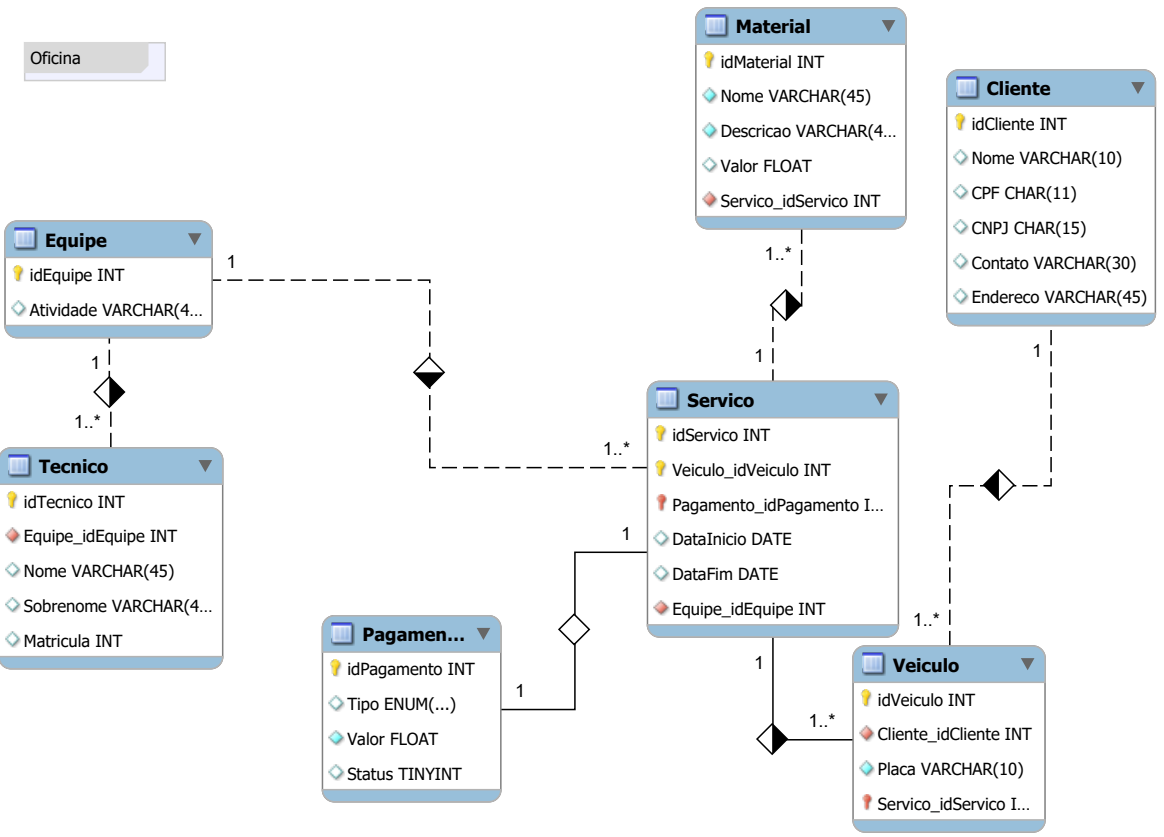 Oficina
Material
idMaterial INT
Nome VARCHAR(45)
Descricao VARCHAR(4...
Valor FLOAT
Servico_idServico INT
Cliente
idCliente INT
Nome VARCHAR(10)
CPF CHAR(11)
CNPJ CHAR(15)
Contato VARCHAR(30)
Endereco VARCHAR(45)
Equipe
idEquipe INT
Atividade VARCHAR(4...
1
1..*
1
1
1
1..*
Tecnico
idTecnico INT
Equipe_idEquipe INT
Nome VARCHAR(45)
Sobrenome VARCHAR(4...
Matricula INT
Servico
idServico INT
Veiculo_idVeiculo INT
Pagamento_idPagamento I...
DataInicio DATE
DataFim DATE
Equipe_idEquipe INT
1..*
1
1
1..*
1
1..*
Pagamen...
idPagamento INT
Tipo ENUM(...)
Valor FLOAT
Status TINYINT
1
Veiculo
idVeiculo INT
Cliente_idCliente INT
Placa VARCHAR(10)
Servico_idServico I...